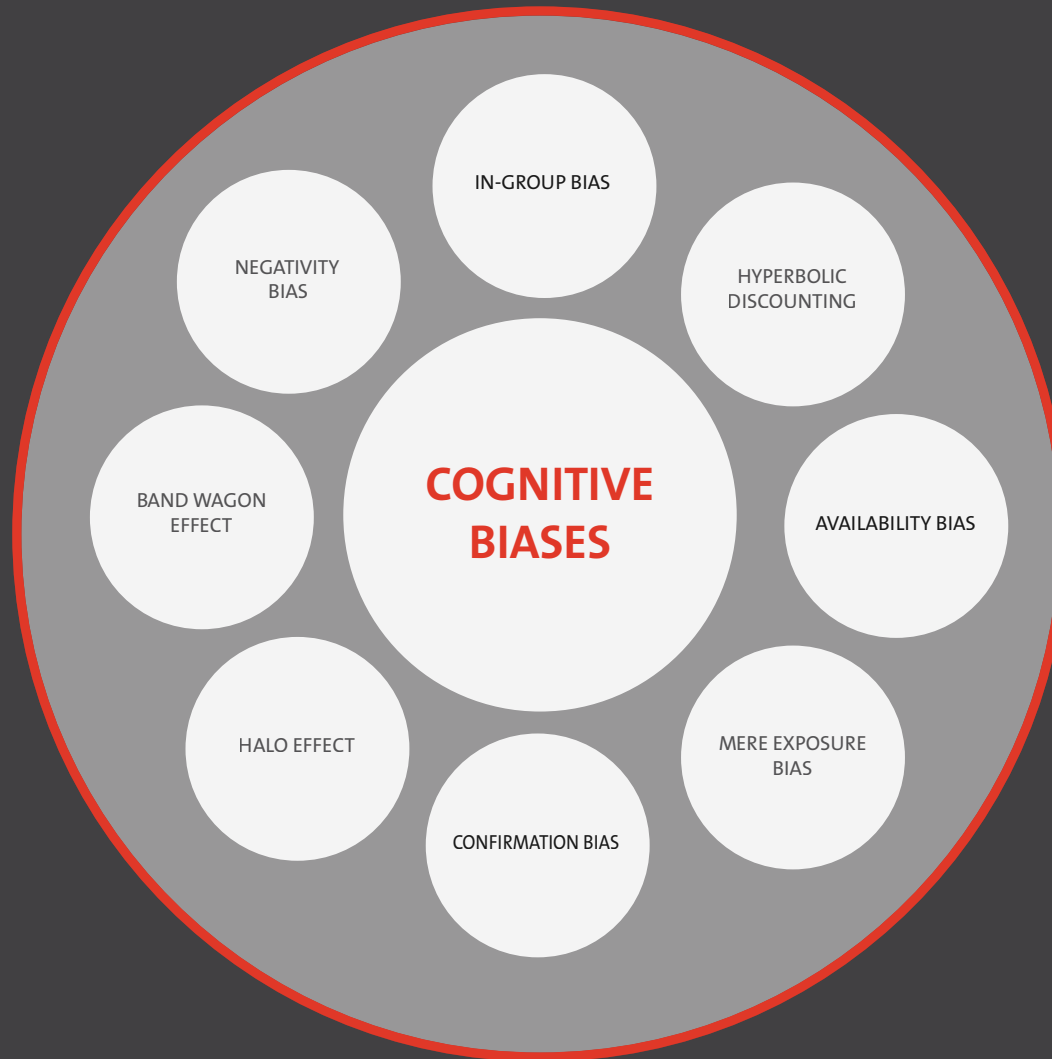 IN-GROUP BIAS
NEGATIVITY
BIAS
HYPERBOLIC
DISCOUNTING
COGNITIVE
BIASES
BAND WAGON
EFFECT
AVAILABILITY BIAS
HALO EFFECT
MERE EXPOSURE
BIAS
CONFIRMATION BIAS